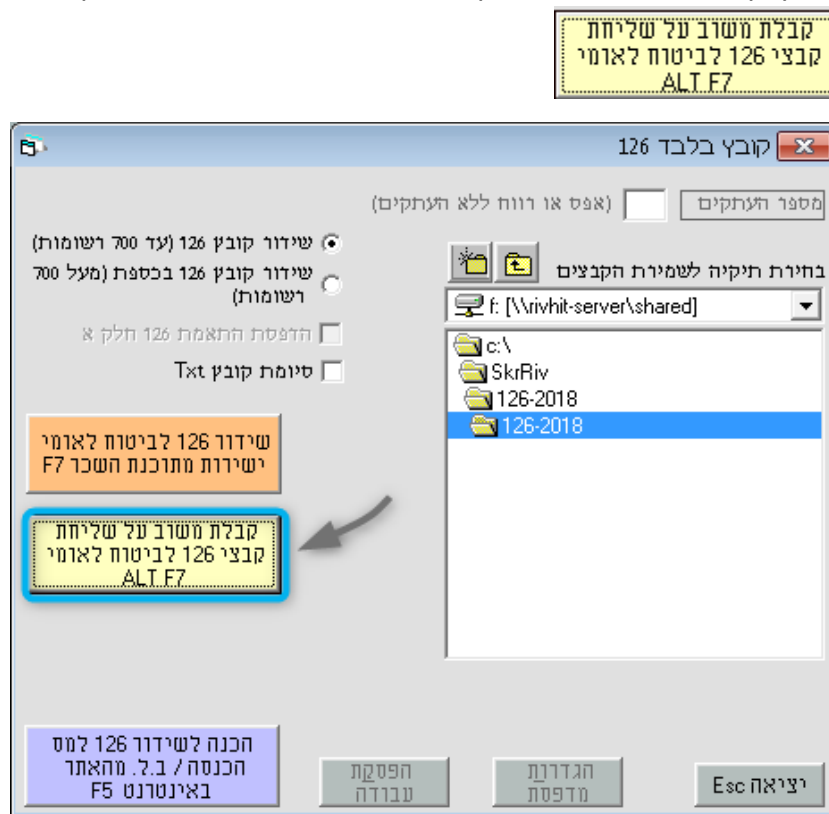 קבלת משוב על שליחת
קבצי 126 לביטוח לאומי
ALT F7
קובץ בלבד 126
מספר העתקים
(אפס או רווח ללא העתקים)
שידור קובץ 126 (עד 700 רשומות)
שידור קובץ 126 בכספת (מעל 700
רשומות)
הדפסת התאמת 126 חלק א
סיומת קובץ Txt
בחירת תיקיה לשמירת הקבצים
f: [\\rivhit-server\shared]
c:\
SkrRiv
126-2018
126-2018
שידור 126 לביטוח לאומי
ישירות מתוכנת השכר F7
קבלת משוב על שליחת
קבצי 126 לביטוח לאומי
ALT F7
הכנה לשידור 126 למס
הכנסה / ב.ל. מהאתר
באינטרנט F5
הפסקת
עבודה
הגדרות
מדפסת
יציאה Esc